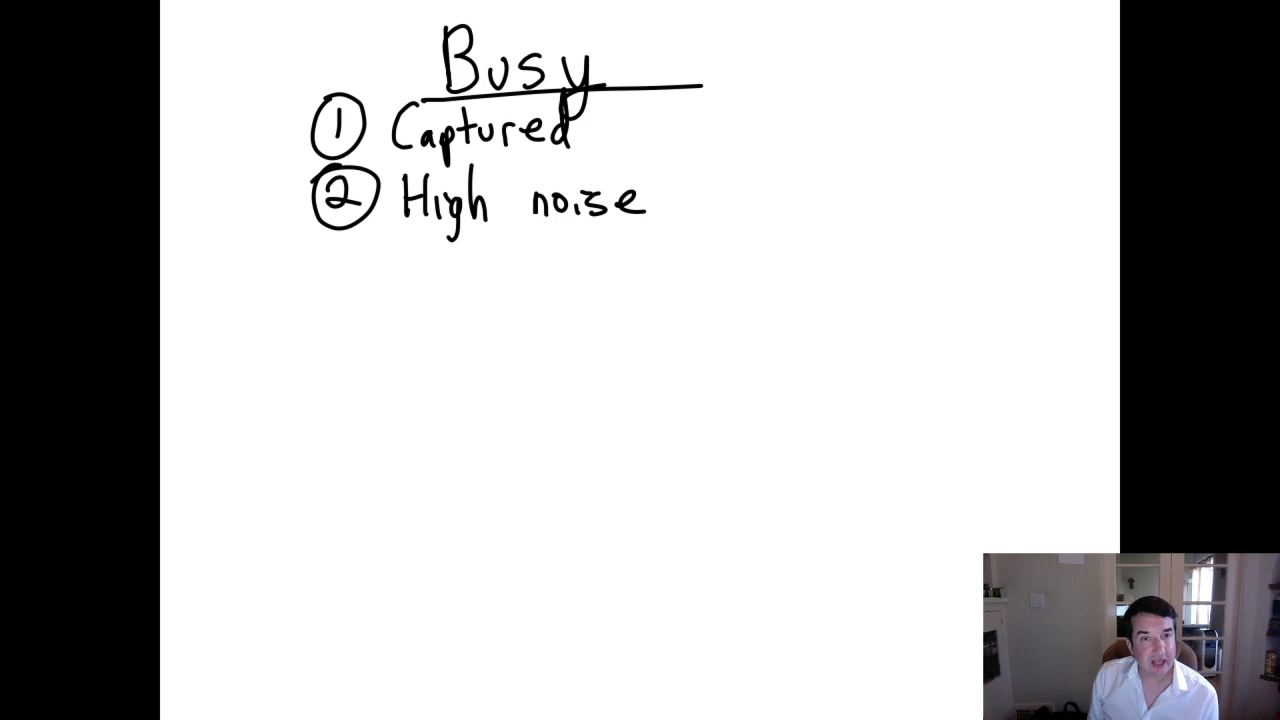 Busy
① Captured
② High noise